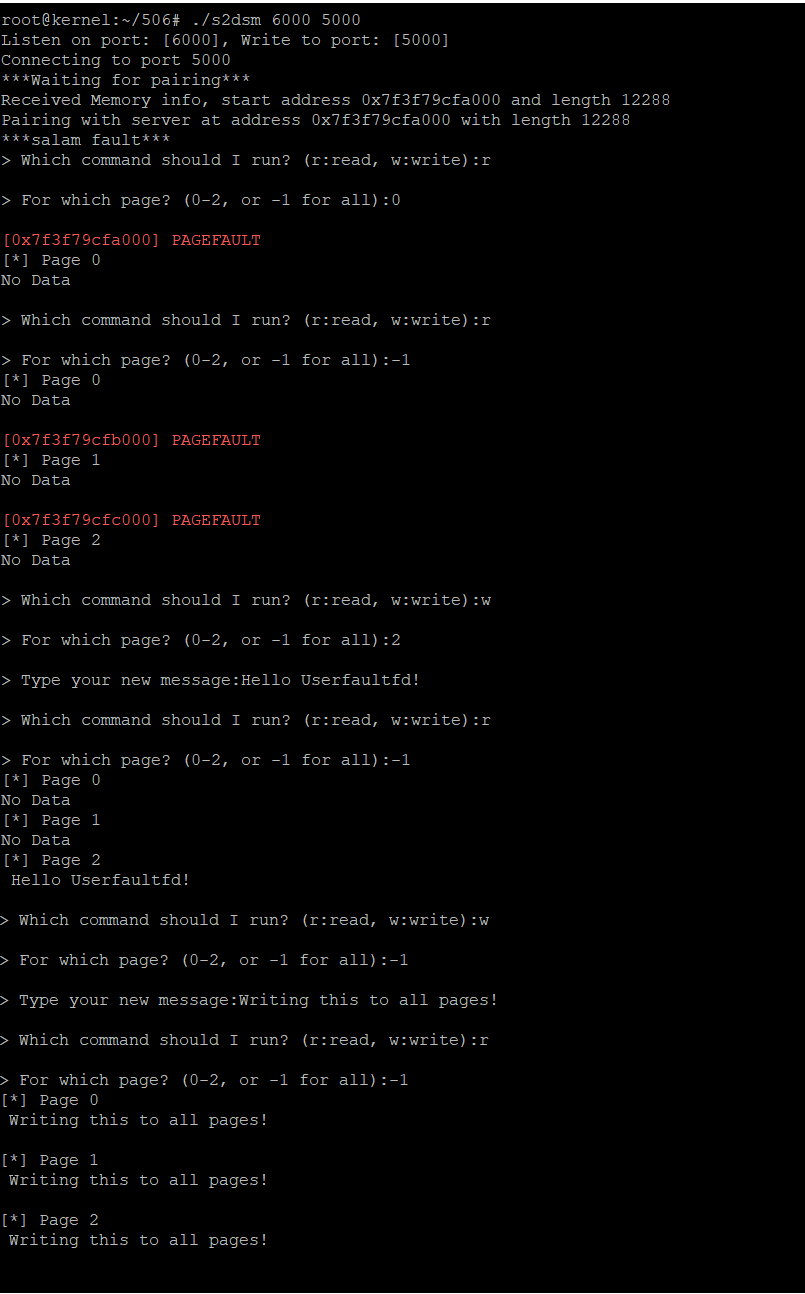 root@kernel:~/506# ./s2dsm 6000 5000
Listen on port: [6000], Write to port: [5000]
Connecting to port 5000
***Waiting for pairing***
Received Memory info, start address 0x7f3f79cfa000 and length 12288
Pairing with server at address 0x7f3f79cfa000 with length 12288
***salam fault***
> Which command should I run? (r:read, w:write):r
> For which page? (0-2, or -1 for all):0
[0x7f3f79cfa000] PAGEFAULT
[*] Page 0
No Data
> Which command should I run? (r:read, w:write):r
> For which page? (0-2, or -1 for all):-1
[*] Page 0
No Data
[0x7f3f79cfb000] PAGEFAULT
[*] Page 1
No Data
[0x7f3f79cfc000] PAGEFAULT
[*] Page 2
No Data
> Which command should I run? (r:read, w:write):w
> For which page? (0-2, or -1 for all):2
> Type your new message:Hello Userfaultfd!
> Which command should I run? (r:read, w:write):r
> For which page? (0-2, or -1 for all):-1
[*] Page 0
No Data
[*] Page 1
No Data
[*] Page 2
Hello Userfaultfd!
> Which command should I run? (r:read, w:write):w
> For which page? (0-2, or -1 for all):-1
> Type your new message:Writing this to all pages!
> Which command should I run? (r:read, w:write):r
> For which page? (0-2, or -1 for all):-1
[*] Page 0
Writing this to all pages!
[*] Page 1
Writing this to all pages!
[*] Page 2
Writing this to all pages!